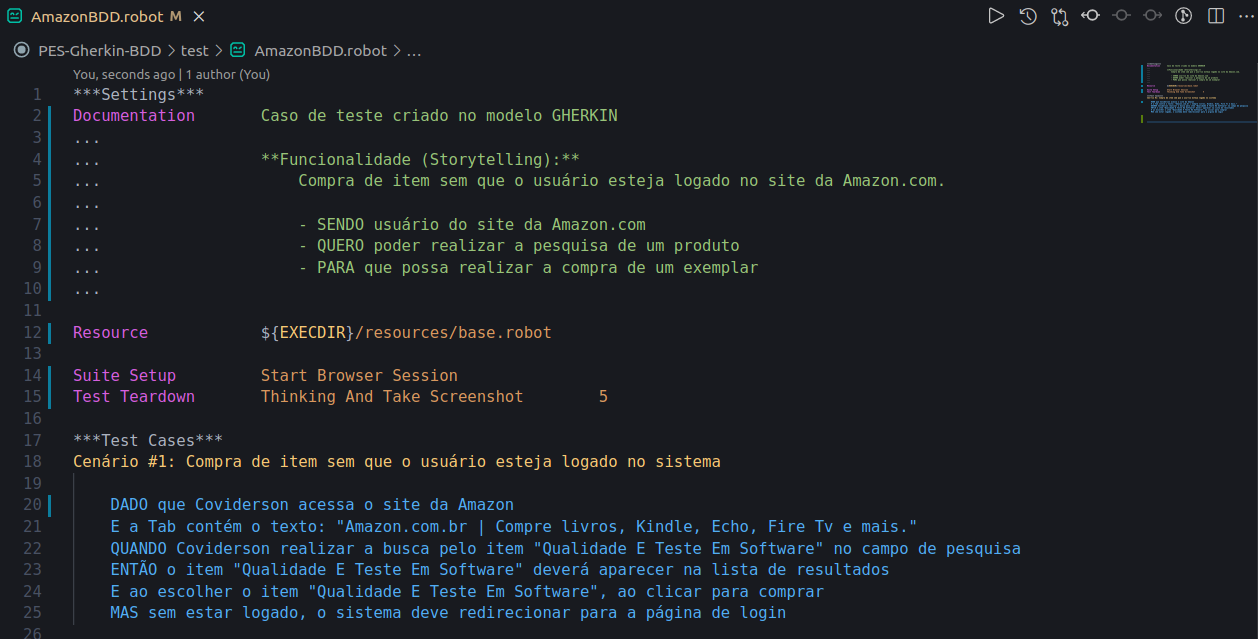 AmazonBDD.robot M
PES-Gherkin-BDD > test > AmazonBDD.robot > ...
You, seconds ago | 1 author (You)
1 ***Settings***
2 Documentation Caso de teste criado no modelo GHERKIN
3 ...
4 ... **Funcionalidade (Storytelling):**
5 ... Compra de item sem que o usuário esteja logado no site da Amazon.com.
6 ...
7 ... - SENDO usuário do site da Amazon.com
8 ... - QUERO poder realizar a pesquisa de um produto
9 ... - PARA que possa realizar a compra de um exemplar
10 ...
11
12 Resource ${EXECDIR}/resources/base.robot
13
14 Suite Setup Start Browser Session
15 Test Teardown Thinking And Take Screenshot 5
16
17 ***Test Cases***
18 Cenário #1: Compra de item sem que o usuário esteja logado no sistema
19
20 DADO que Coviderson acessa o site da Amazon
21 E a Tab contém o texto: "Amazon.com.br | Compre livros, Kindle, Echo, Fire Tv e mais."
22 QUANDO Coviderson realizar a busca pelo item "Qualidade E Teste Em Software" no campo de pesquisa
23 ENTÃO o item "Qualidade E Teste Em Software" deverá aparecer na lista de resultados
24 E ao escolher o item "Qualidade E Teste Em Software", ao clicar para comprar
25 MAS sem estar logado, o sistema deve redirecionar para a página de login
26